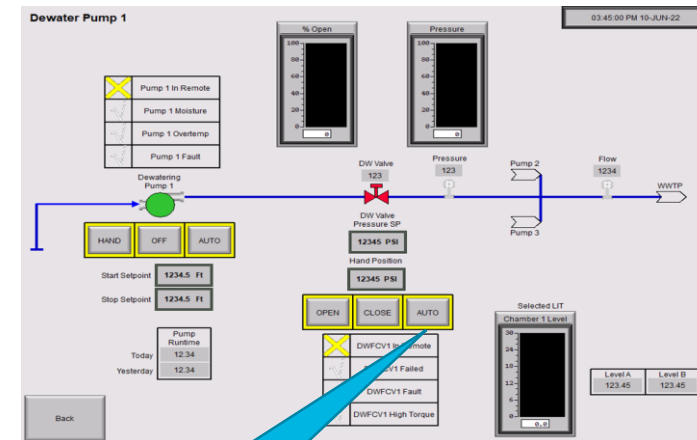 Dewater Pump 1
03:45:00 PM 10-JUN-22
% Open
100
80
60
40
20
0
0
Pressure
100
80
60
40
20
0
0
Pump 1 In Remote
Pump 1 Moisture
Pump 1 Overtemp
Pump 1 Fault
Dewatering
Pump 1
DW Valve
123
Pressure
123
Pump 2
Pump 3
Flow
1234
WWTP
HAND
OFF
AUTO
DW Valve
Pressure SP
12345 PSI
Hand Position
12345 PSI
Start Setpoint 1234.5 Ft
Stop Setpoint 1234.5 Ft
OPEN
CLOSE
AUTO
DWFCV1 Failed
DWFCV1 Fault
DWFCV1 High Torque
Pump
Runtime
Today 12.34
Yesterday 12.34
Selected LIT
Chamber 1 Level
30
24
18
12
6
0
0.0
Level A
Level B
123.45
123.45
Back